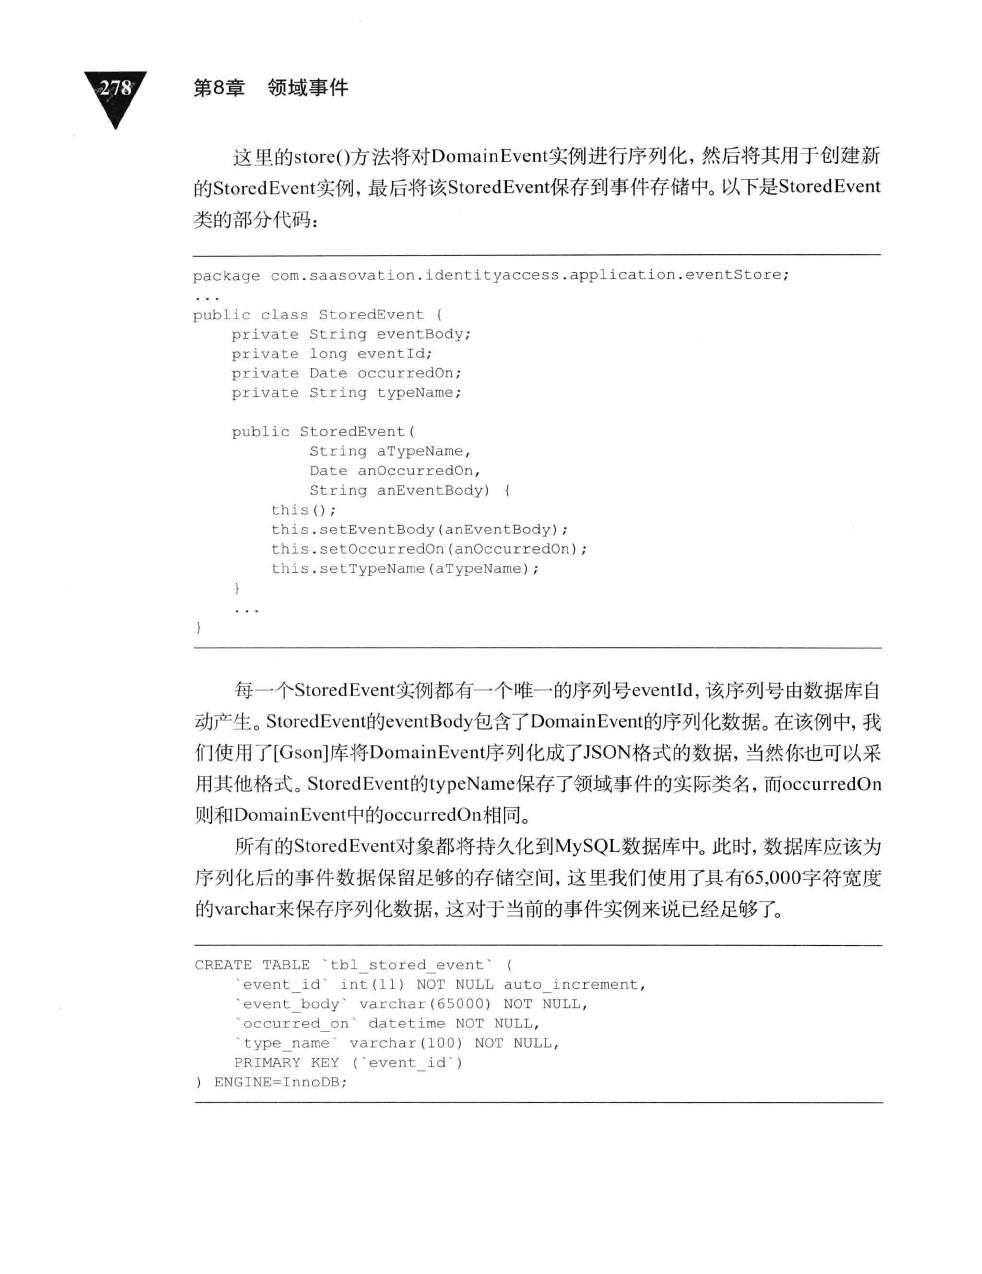 278
第8章 领域事件
这里的store()方法将对DomainEvent实例进行序列化，然后将其用于创建新
的StoredEvent实例，最后将该StoredEvent保存到事件存储中。以下是StoredEvent
类的部分代码：
package com.saasovation.identityaccess.application.eventStore;
...
public class StoredEvent {
    private String eventBody;
    private long eventId;
    private Date occurredOn;
    private String typeName;
    public StoredEvent(
            String aTypeName,
            Date anOccurredOn,
            String anEventBody) {
        this();
        this.setEventBody(anEventBody);
        this.setOccurredOn(anOccurredOn);
        this.setTypeName(aTypeName);
    }
    ...
}
每一个StoredEvent实例都有一个唯一的序列号eventId，该序列号由数据库自
动产生。StoredEvent的eventBody包含了DomainEvent的序列化数据。在该例中，我
们使用了[Gson]库将DomainEvent序列化成了JSON格式的数据，当然你也可以采
用其他格式。StoredEvent的typeName保存了领域事件的实际类名，而occurredOn
则和DomainEvent中的occurredOn相同。
所有的StoredEvent对象都将持久化到MySQL数据库中。此时，数据库应该为
序列化后的事件数据保留足够的存储空间，这里我们使用了具有65,000字符宽度
的varchar来保存序列化数据，这对于当前的事件实例来说已经足够了。
CREATE TABLE `tbl_stored_event` (
    `event_id` int(11) NOT NULL auto_increment,
    `event_body` varchar(65000) NOT NULL,
    `occurred_on` datetime NOT NULL,
    `type_name` varchar(100) NOT NULL,
    PRIMARY KEY (`event_id`)
) ENGINE=InnoDB;